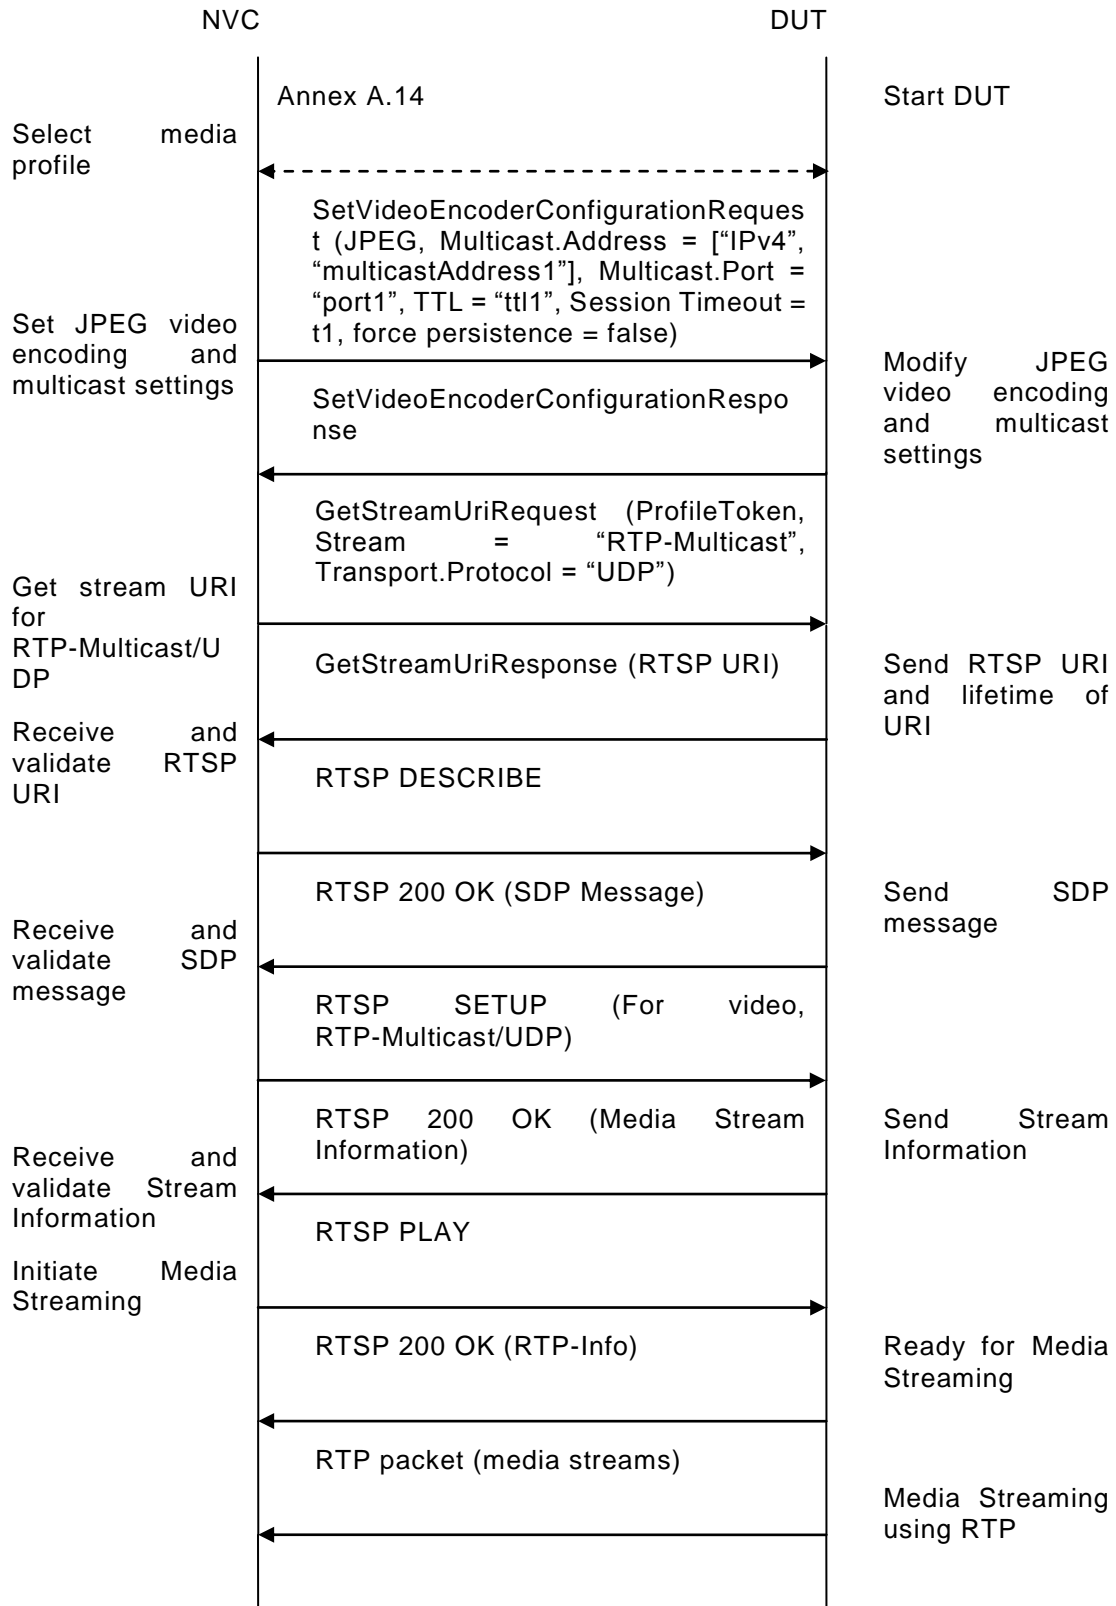 NVC
DUT
Annex A.14
Start DUT
Select media
profile
SetVideoEncoderConfigurationReques
t (JPEG, Multicast.Address = [“IPv4”,
“multicastAddress1”], Multicast.Port =
“port1”, TTL = “ttl1”, Session Timeout =
t1, force persistence = false)
Set JPEG video
encoding and
multicast settings
Modify JPEG
video encoding
and multicast
settings
SetVideoEncoderConfigurationRespo
nse
GetStreamUriRequest (ProfileToken,
Stream = “RTP-Multicast”,
Transport.Protocol = “UDP”)
Get stream URI
for
RTP-Multicast/U
DP
GetStreamUriResponse (RTSP URI)
Send RTSP URI
and lifetime of
URI
Receive and
validate RTSP
URI
RTSP DESCRIBE
RTSP 200 OK (SDP Message)
Send SDP
message
Receive and
validate SDP
message
RTSP SETUP (For video,
RTP-Multicast/UDP)
RTSP 200 OK (Media Stream
Information)
Send Stream
Information
Receive and
validate Stream
Information
RTSP PLAY
Initiate Media
Streaming
RTSP 200 OK (RTP-Info)
Ready for Media
Streaming
RTP packet (media streams)
Media Streaming
using RTP